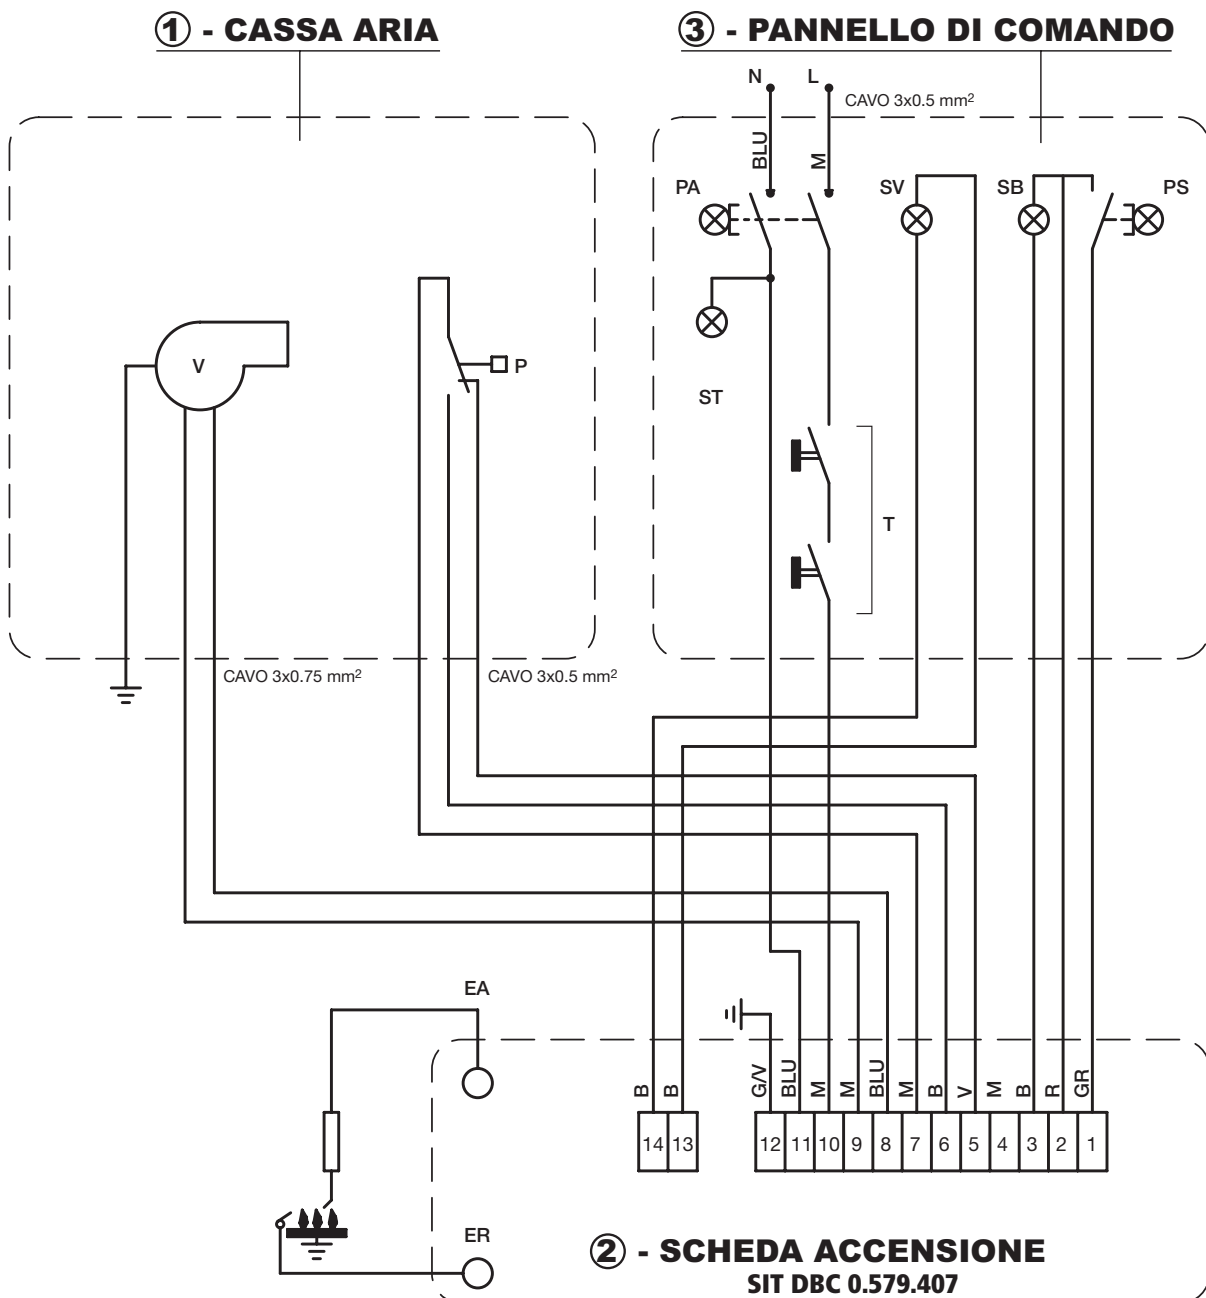 ① - CASSA ARIA
③ - PANNELLO DI COMANDO
N
L
CAVO 3x0.5 mm²
BLU
M
PA
SV
SB
PS
V
P
ST
T
CAVO 3x0.75 mm²
CAVO 3x0.5 mm²
EA
B
B
G/V
BLU
M
M
BLU
M
B
V
M
B
R
GR
14
13
12
11
10
9
8
7
6
5
4
3
2
1
ER
② - SCHEDA ACCENSIONE
SIT DBC 0.579.407